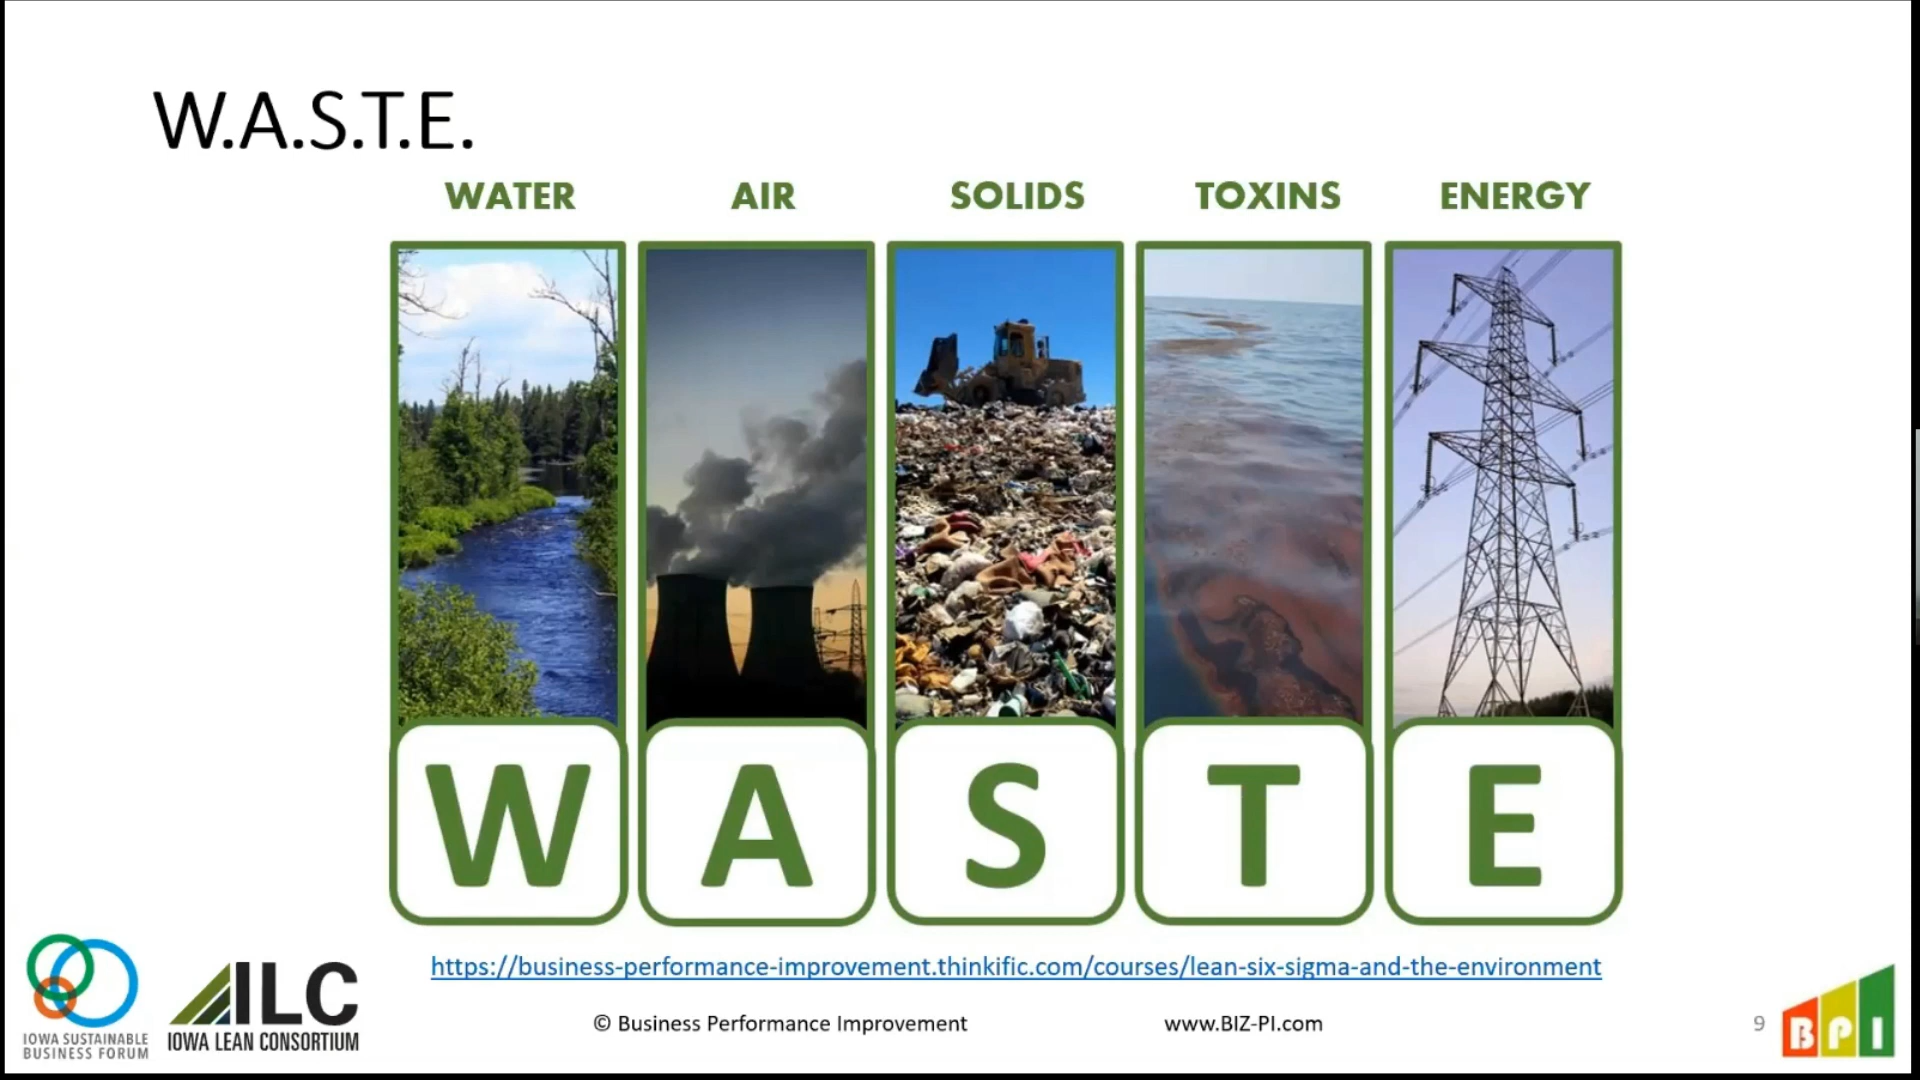 W.A.S.T.E.
WATER AIR SOLIDS TOXINS ENERGY
W A S T E
https://business-performance-improvement.thinkific.com/courses/lean-six-sigma-and-the-environment
IOWA SUSTAINABLE
BUSINESS FORUM
ILC
IOWA LEAN CONSORTIUM
© Business Performance Improvement www.BIZ-PI.com 9
BPI